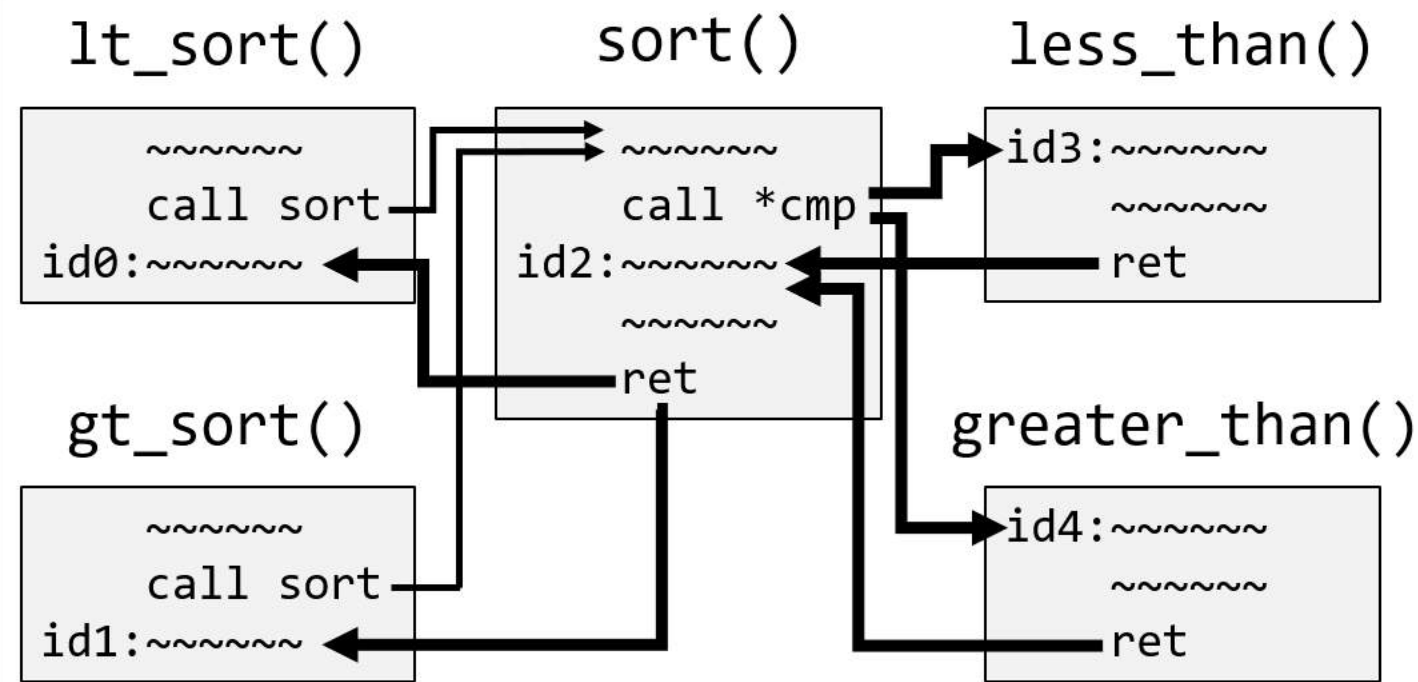 lt_sort()
~~~~~~
call sort
id0:~~~~~~
sort()
~~~~~~
call *cmp
id2:~~~~~~
~~~~~~
ret
less_than()
id3:~~~~~~
~~~~~~
ret
gt_sort()
~~~~~~
call sort
id1:~~~~~~
greater_than()
id4:~~~~~~
~~~~~~
ret